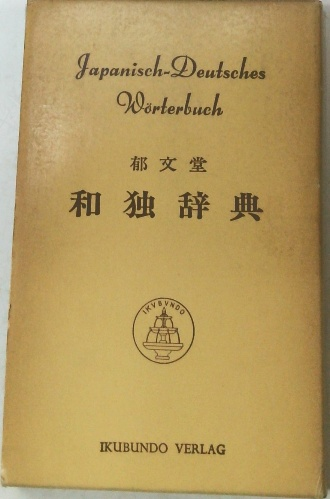 Japanisch-Deutsches
Wörterbuch
郁文堂
和独辞典
IKUBUNDO
IKUBUNDO VERLAG